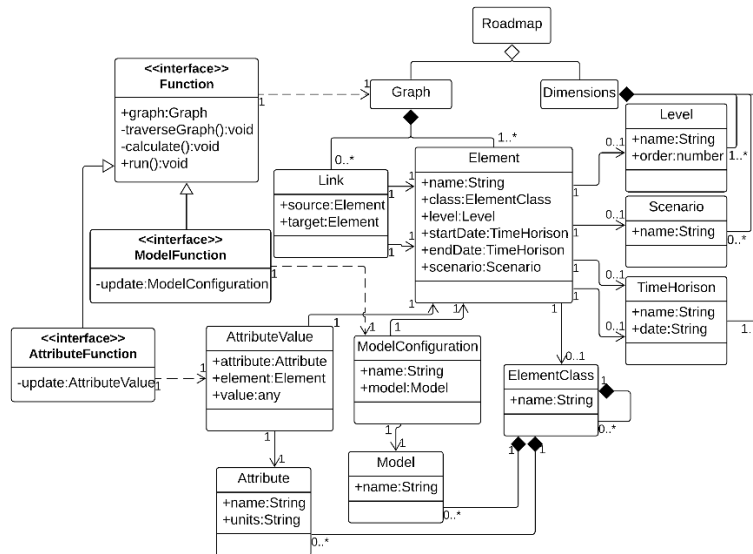 Roadmap
<<interface>>
Function
+graph:Graph
-traverseGraph():void
-calculate():void
+run():void
1
1
Graph
Dimensions
0..*
1..*
Link
+source:Element
+target:Element
1
1
1
1
Element
+name:String
+class:ElementClass
+level:Level
+startDate:TimeHorison
+endDate:TimeHorison
+scenario:Scenario
1
0..1
1
0..1
1
0..1
1
0..1
Level
+name:String
+order:number
1..*
Scenario
+name:String
0..*
TimeHorison
+name:String
+date:String
1...*
<<interface>>
ModelFunction
-update:ModelConfiguration
1
1
<<interface>>
AttributeFunction
-update:AttributeValue
1
1
AttributeValue
+attribute:Attribute
+element:Element
+value:any
1
1
1
1
ModelConfiguration
+name:String
+model:Model
1
1
1
1
1
0..1
ElementClass
+name:String
1
0..*
1
1
Model
+name:String
0..*
Attribute
+name:String
+units:String
0..*